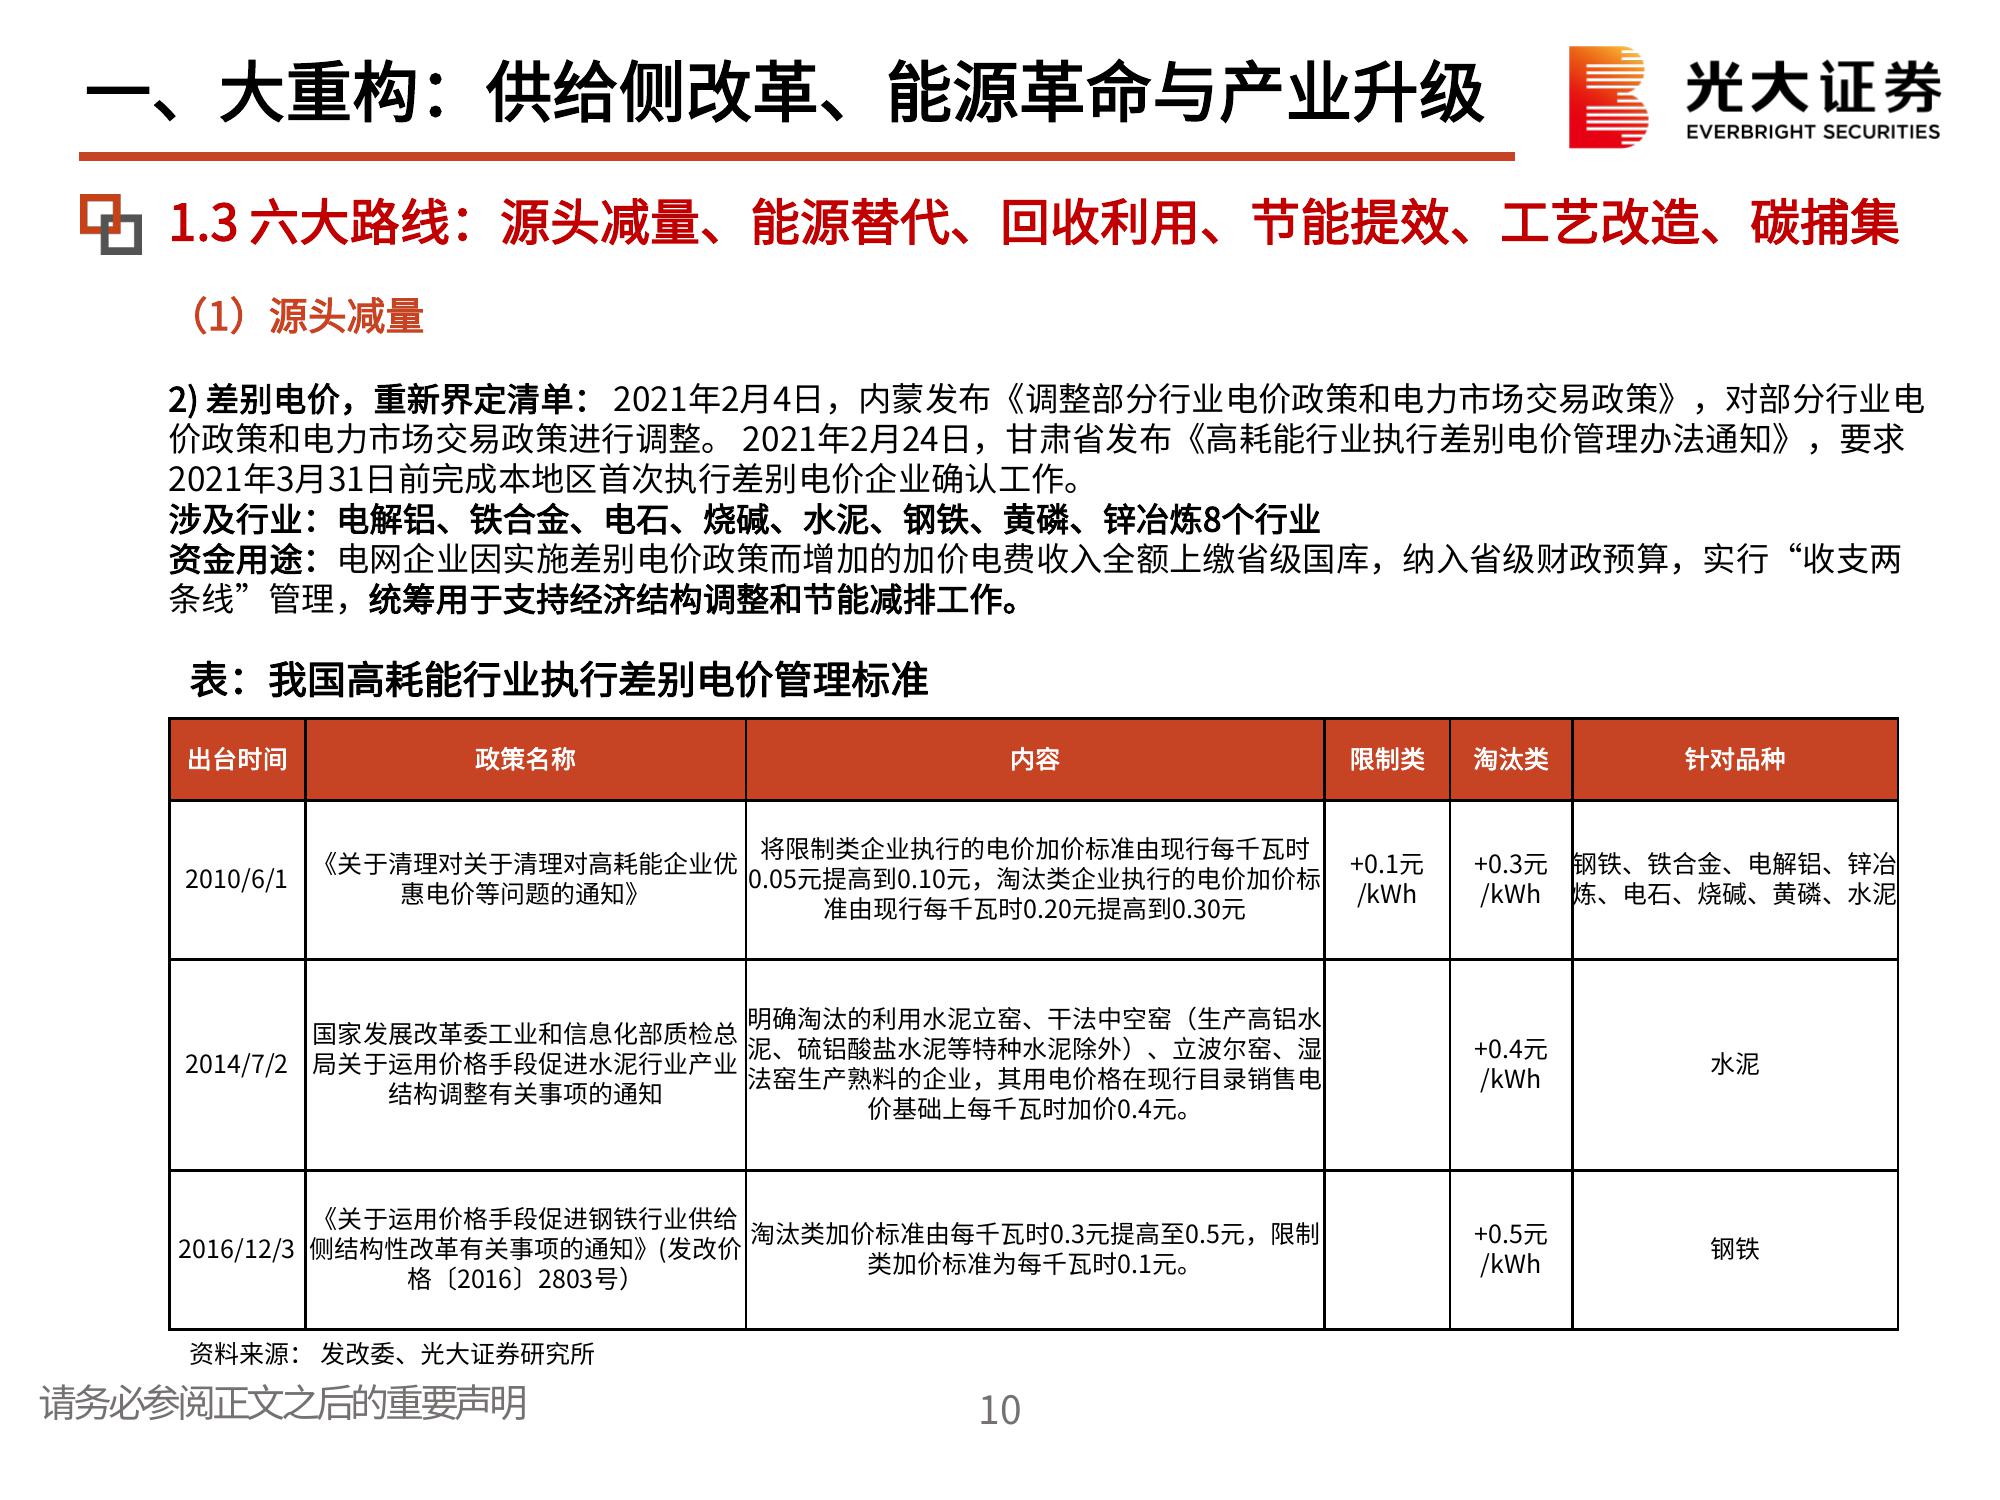 一、大重构：供给侧改革、能源革命与产业升级
光大证券
EVERBRIGHT SECURITIES
1.3 六大路线：源头减量、能源替代、回收利用、节能提效、工艺改造、碳捕集
（1）源头减量
2) 差别电价，重新界定清单： 2021年2月4日，内蒙发布《调整部分行业电价政策和电力市场交易政策》，对部分行业电
价政策和电力市场交易政策进行调整。 2021年2月24日，甘肃省发布《高耗能行业执行差别电价管理办法通知》，要求
2021年3月31日前完成本地区首次执行差别电价企业确认工作。
涉及行业：电解铝、铁合金、电石、烧碱、水泥、钢铁、黄磷、锌冶炼8个行业
资金用途：电网企业因实施差别电价政策而增加的加价电费收入全额上缴省级国库，纳入省级财政预算，实行“收支两
条线”管理，统筹用于支持经济结构调整和节能减排工作。
表：我国高耗能行业执行差别电价管理标准
出台时间 政策名称 内容 限制类 淘汰类 针对品种
2010/6/1
《关于清理对关于清理对高耗能企业优
惠电价等问题的通知》
将限制类企业执行的电价加价标准由现行每千瓦时
0.05元提高到0.10元，淘汰类企业执行的电价加价标
准由现行每千瓦时0.20元提高到0.30元
+0.1元
/kWh
+0.3元
/kWh
钢铁、铁合金、电解铝、锌冶
炼、电石、烧碱、黄磷、水泥
2014/7/2
国家发展改革委工业和信息化部质检总
局关于运用价格手段促进水泥行业产业
结构调整有关事项的通知
明确淘汰的利用水泥立窑、干法中空窑（生产高铝水
泥、硫铝酸盐水泥等特种水泥除外）、立波尔窑、湿
法窑生产熟料的企业，其用电价格在现行目录销售电
价基础上每千瓦时加价0.4元。
+0.4元
/kWh
水泥
2016/12/3
《关于运用价格手段促进钢铁行业供给
侧结构性改革有关事项的通知》(发改价
格〔2016〕2803号）
淘汰类加价标准由每千瓦时0.3元提高至0.5元，限制
类加价标准为每千瓦时0.1元。
+0.5元
/kWh
钢铁
资料来源： 发改委、光大证券研究所
请务必参阅正文之后的重要声明
10